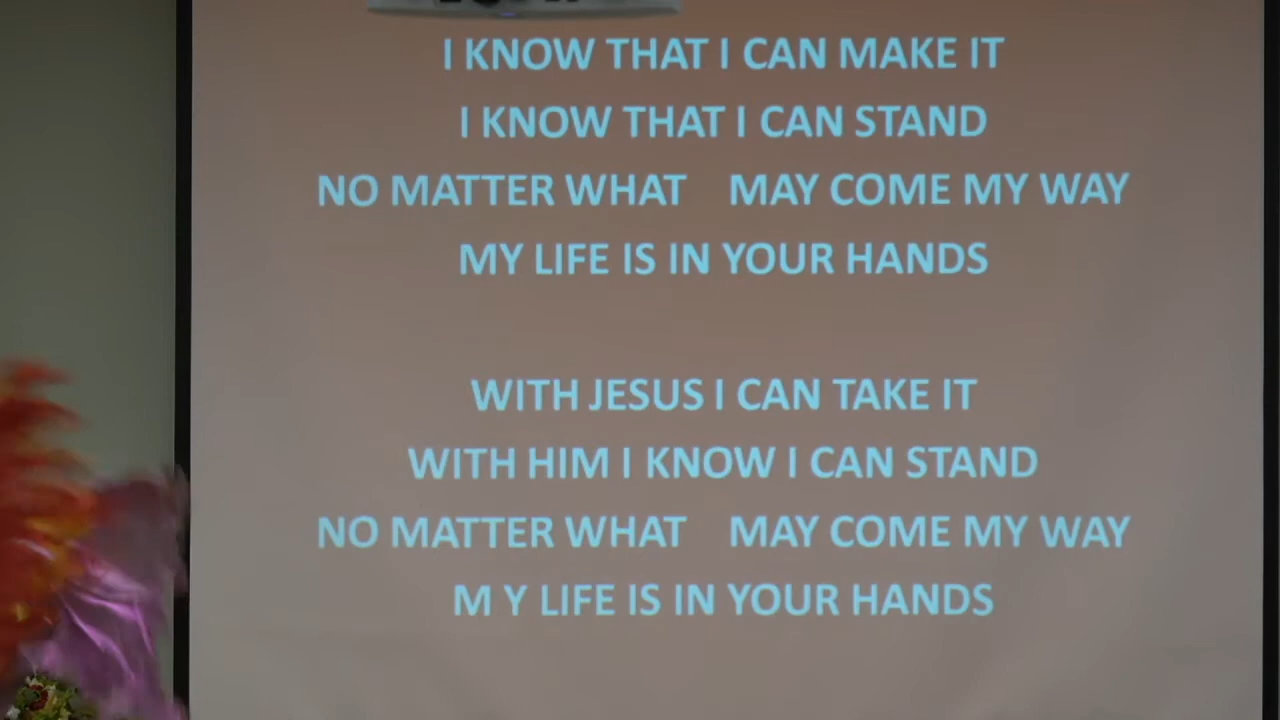 I KNOW THAT I CAN MAKE IT
I KNOW THAT I CAN STAND
NO MATTER WHAT    MAY COME MY WAY
MY LIFE IS IN YOUR HANDS
WITH JESUS I CAN TAKE IT
WITH HIM I KNOW I CAN STAND
NO MATTER WHAT    MAY COME MY WAY
M Y LIFE IS IN YOUR HANDS